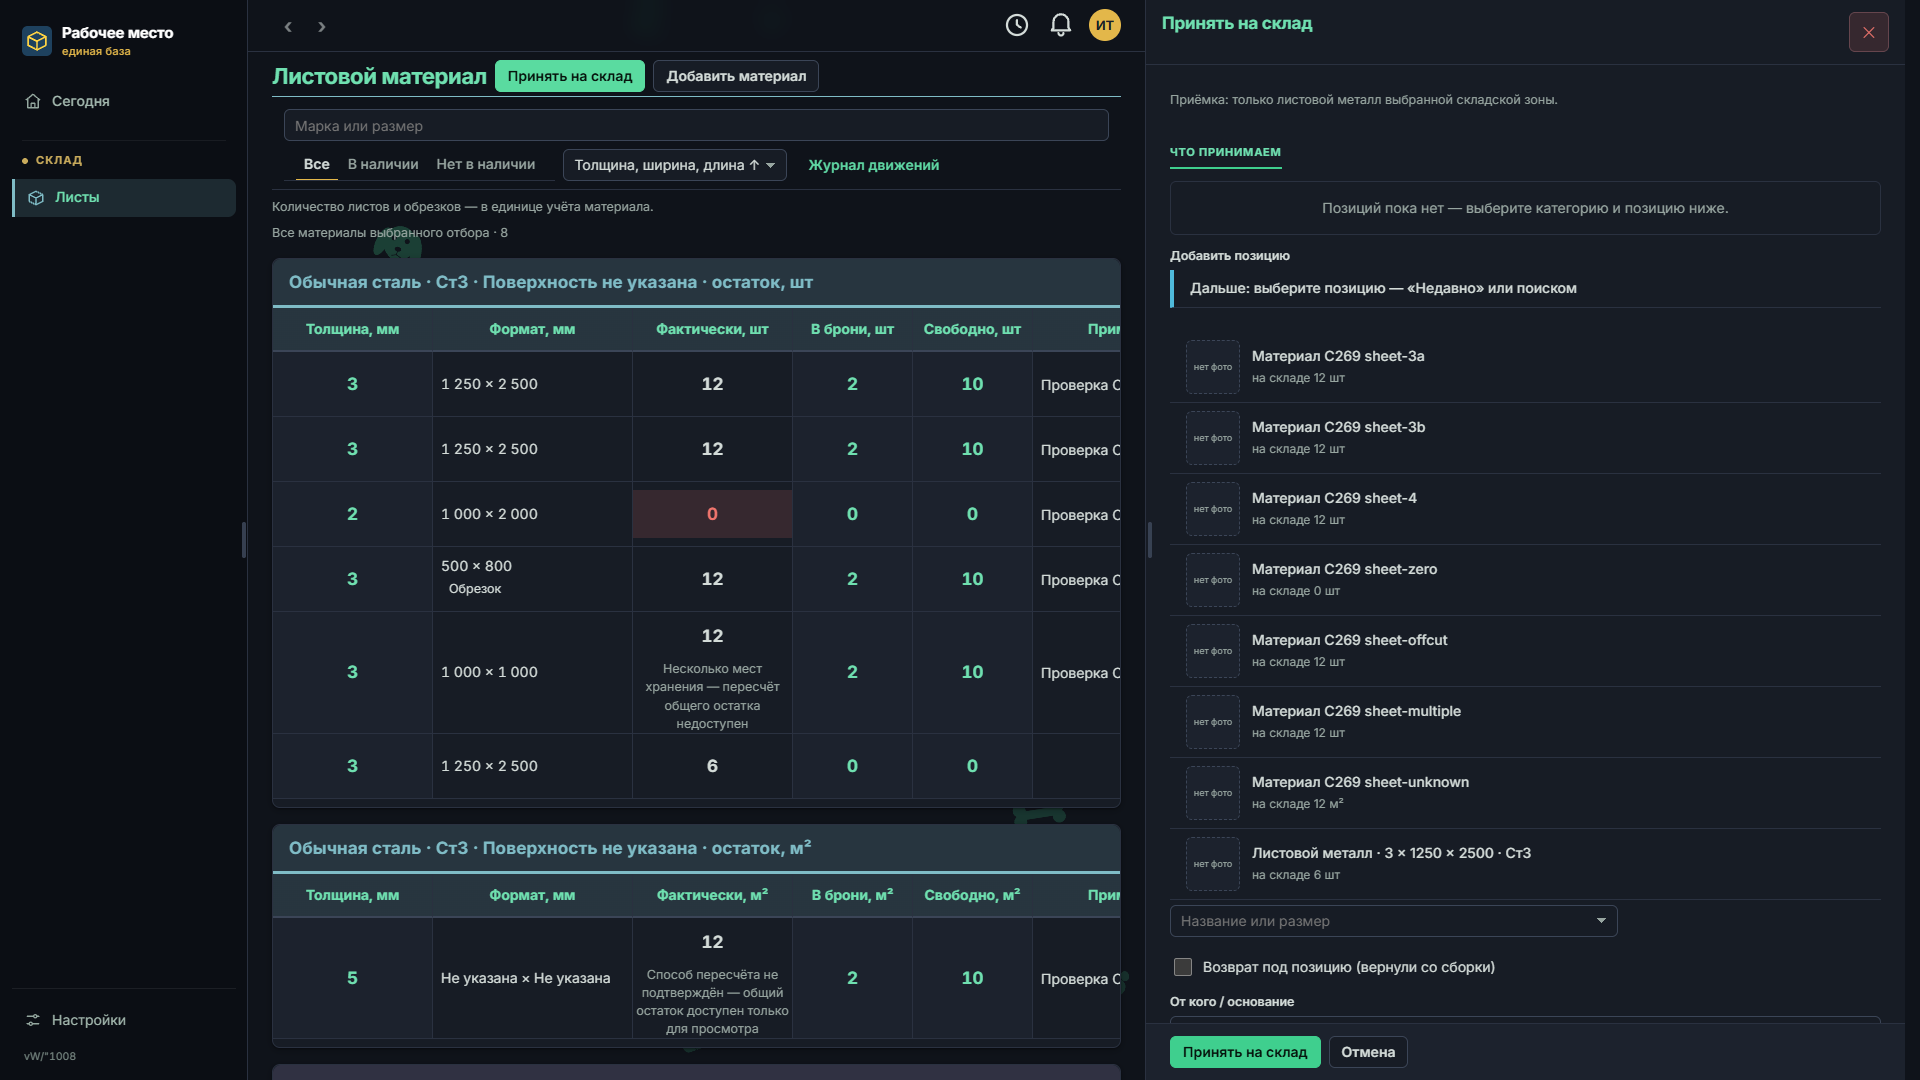 Рабочее место
единая база
Сегодня
СКЛАД
Листы
Настройки
vW/"1008
ИТ
Листовой материал
Принять на склад
Добавить материал
Марка или размер
Все
В наличии
Нет в наличии
Толщина, ширина, длина ↑
Журнал движений
Количество листов и обрезков — в единице учёта материала.
Все материалы выбранного отбора · 8
Обычная сталь · Ст3 · Поверхность не указана · остаток, шт
Толщина, мм Формат, мм Фактически, шт В брони, шт Свободно, шт Прим
3 1 250 × 2 500 12 2 10 Проверка С
3 1 250 × 2 500 12 2 10 Проверка С
2 1 000 × 2 000 0 0 0 Проверка С
3 500 × 800 12 2 10 Проверка С
Обрезок
3 1 000 × 1 000 12 2 10 Проверка С
Несколько мест
хранения — пересчёт
общего остатка
недоступен
3 1 250 × 2 500 6 0 0
Обычная сталь · Ст3 · Поверхность не указана · остаток, м²
Толщина, мм Формат, мм Фактически, м² В брони, м² Свободно, м² Прим
5 Не указана × Не указана 12 2 10 Проверка С
Способ пересчёта не
подтверждён — общий
остаток доступен только
для просмотра
Принять на склад
Приёмка: только листовой металл выбранной складской зоны.
ЧТО ПРИНИМАЕМ
Позиций пока нет — выберите категорию и позицию ниже.
Добавить позицию
Дальше: выберите позицию — «Недавно» или поиском
нет фото
Материал C269 sheet-3a
на складе 12 шт
нет фото
Материал C269 sheet-3b
на складе 12 шт
нет фото
Материал C269 sheet-4
на складе 12 шт
нет фото
Материал C269 sheet-zero
на складе 0 шт
нет фото
Материал C269 sheet-offcut
на складе 12 шт
нет фото
Материал C269 sheet-multiple
на складе 12 шт
нет фото
Материал C269 sheet-unknown
на складе 12 м²
нет фото
Листовой металл · 3 × 1250 × 2500 · Ст3
на складе 6 шт
Название или размер
Возврат под позицию (вернули со сборки)
От кого / основание
Принять на склад
Отмена